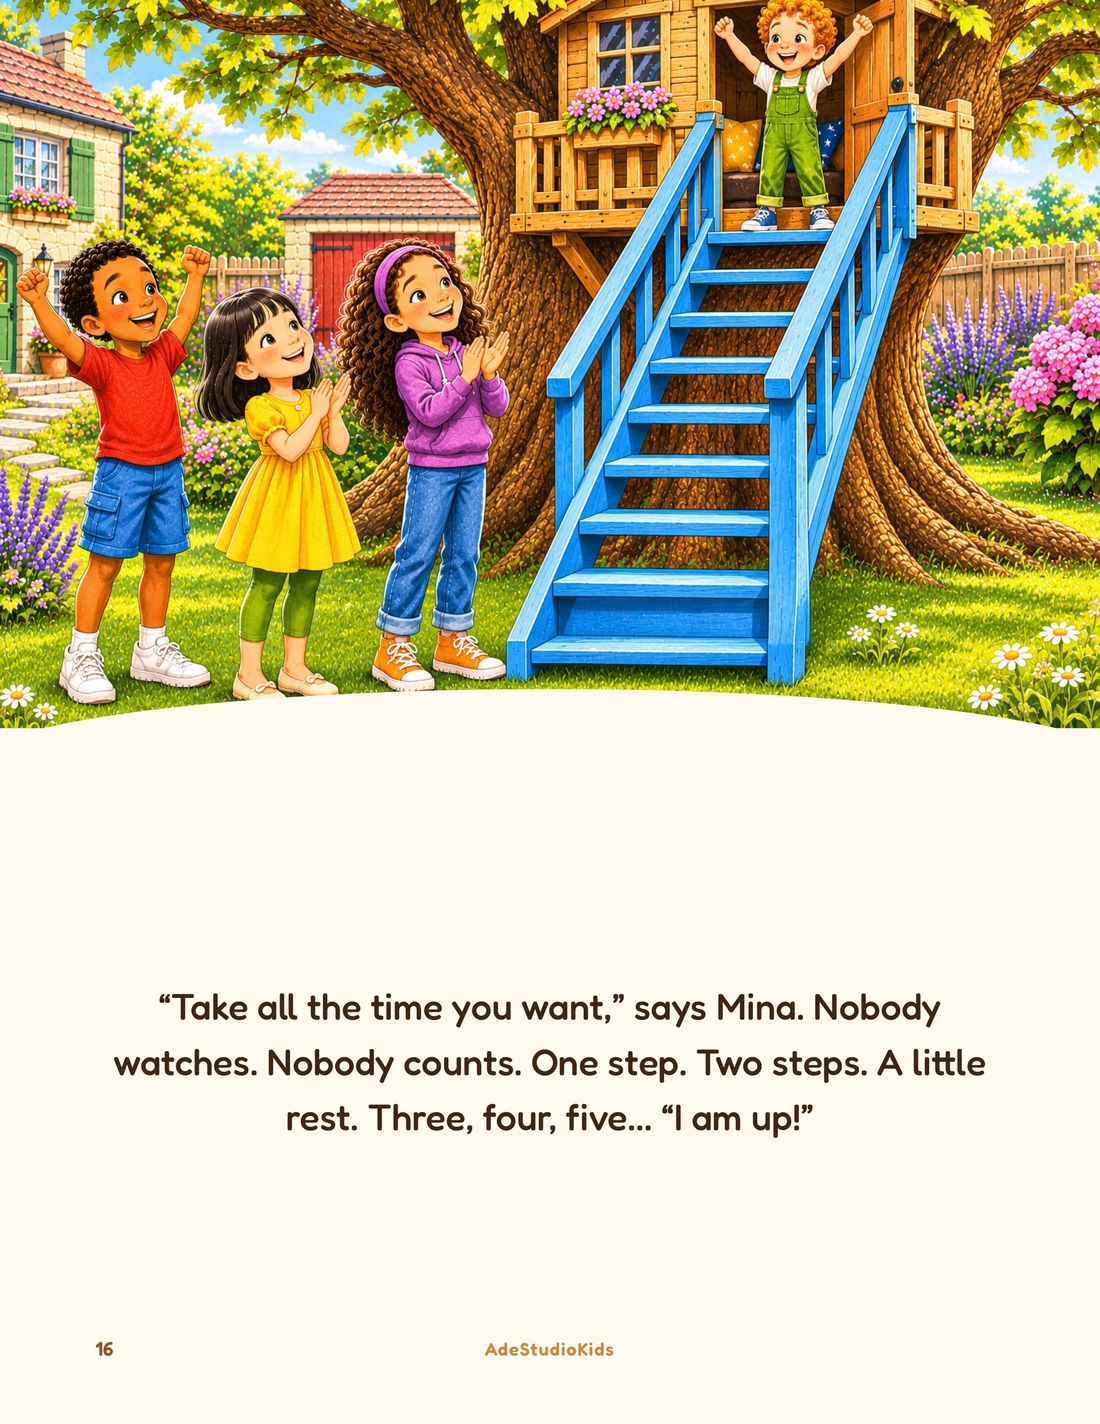 “Take all the time you want,” says Mina. Nobody
watches. Nobody counts. One step. Two steps. A little
rest. Three, four, five... “I am up!”
16
AdeStudioKids